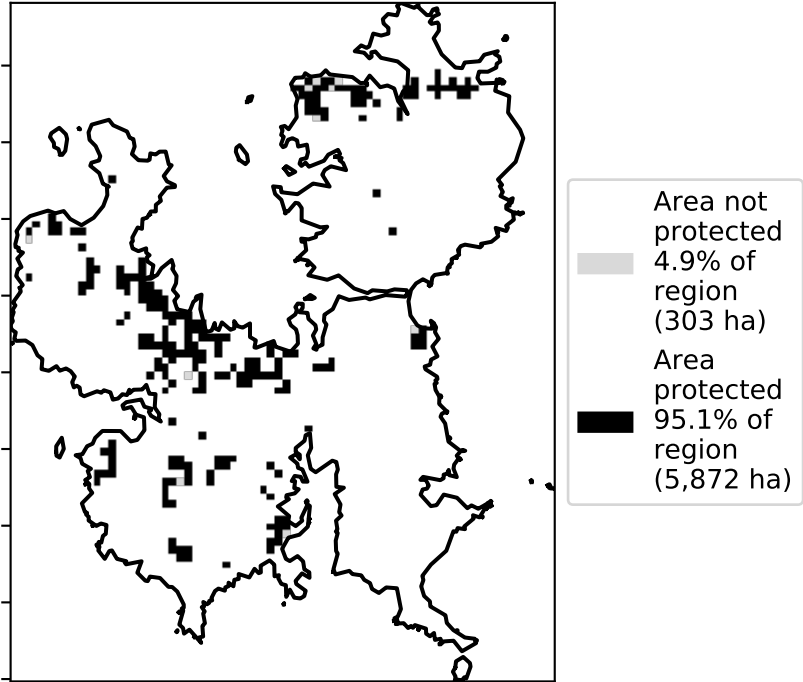 Area not
protected
4.9% of
region
(303 ha)
Area
protected
95.1% of
region
(5,872 ha)